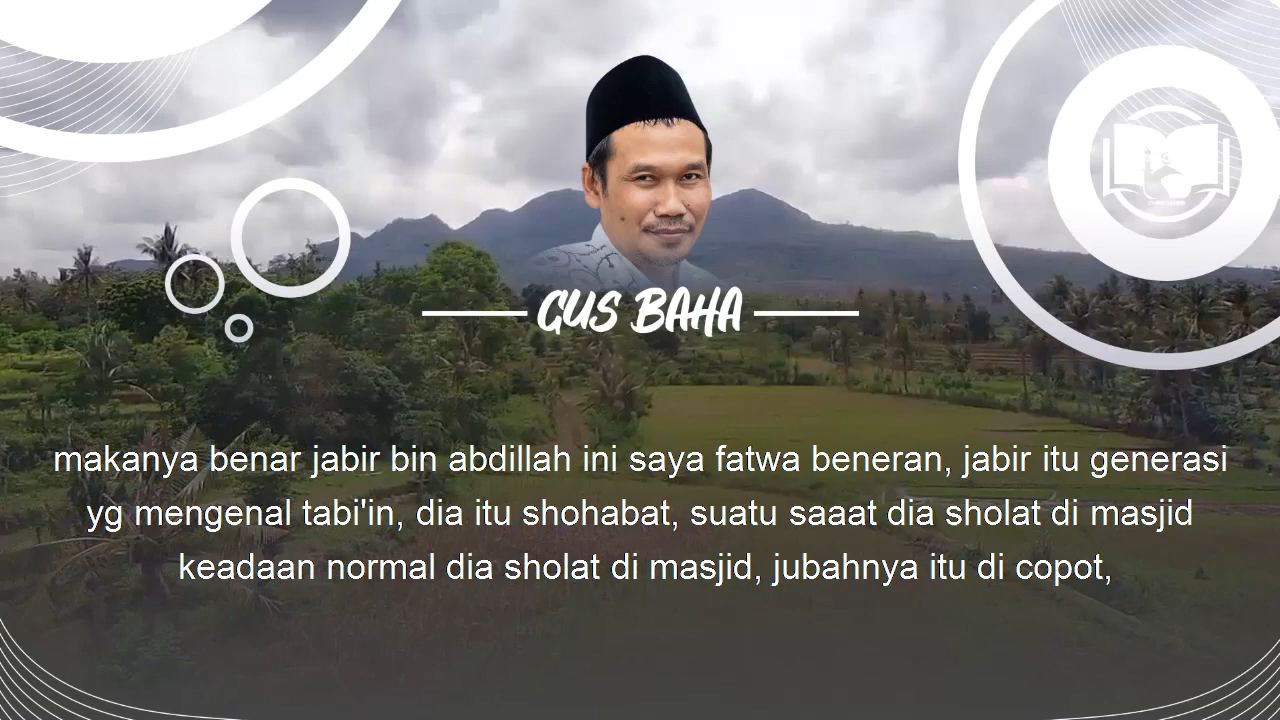 GUS BAHA
makanya benar jabir bin abdillah ini saya fatwa beneran, jabir itu generasi
yg mengenal tabi'in, dia itu shohabat, suatu saaat dia sholat di masjid
keadaan normal dia sholat di masjid, jubahnya itu di copot,